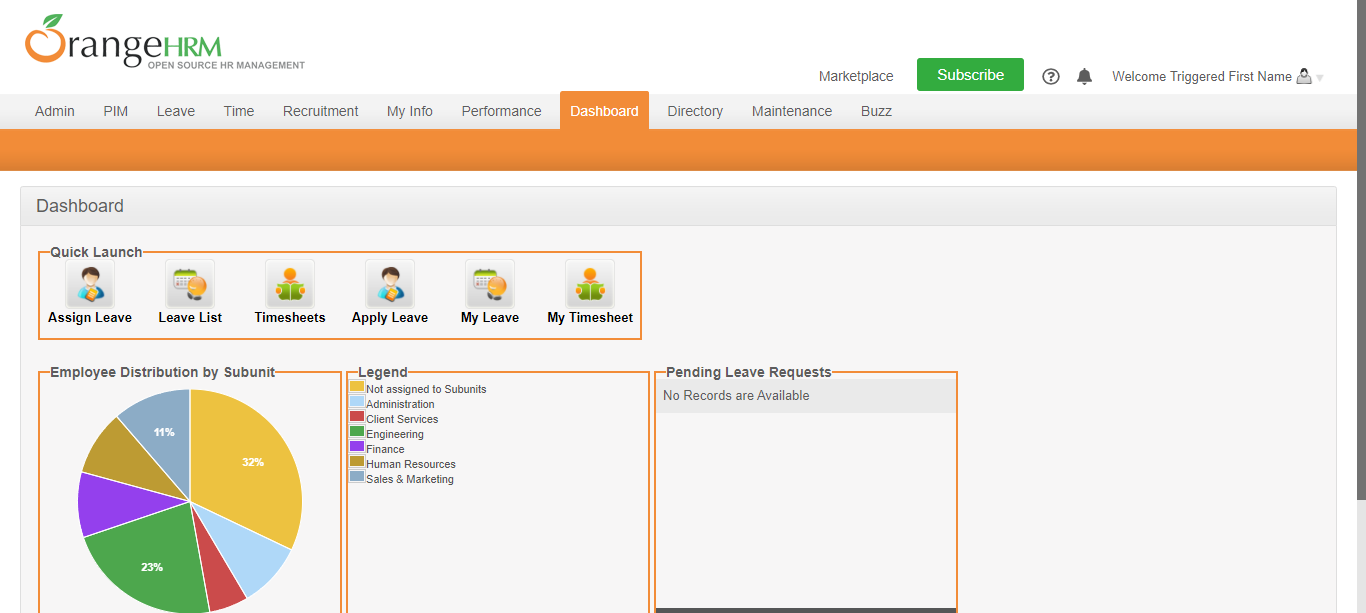 OrangeHRM
OPEN SOURCE HR MANAGEMENT
Marketplace Subscribe ? Welcome Triggered First Name
Admin PIM Leave Time Recruitment My Info Performance Dashboard Directory Maintenance Buzz
Dashboard
Quick Launch
Assign Leave Leave List Timesheets Apply Leave My Leave My Timesheet
Employee Distribution by Subunit
11%
32%
23%
Legend
Not assigned to Subunits
Administration
Client Services
Engineering
Finance
Human Resources
Sales & Marketing
Pending Leave Requests
No Records are Available